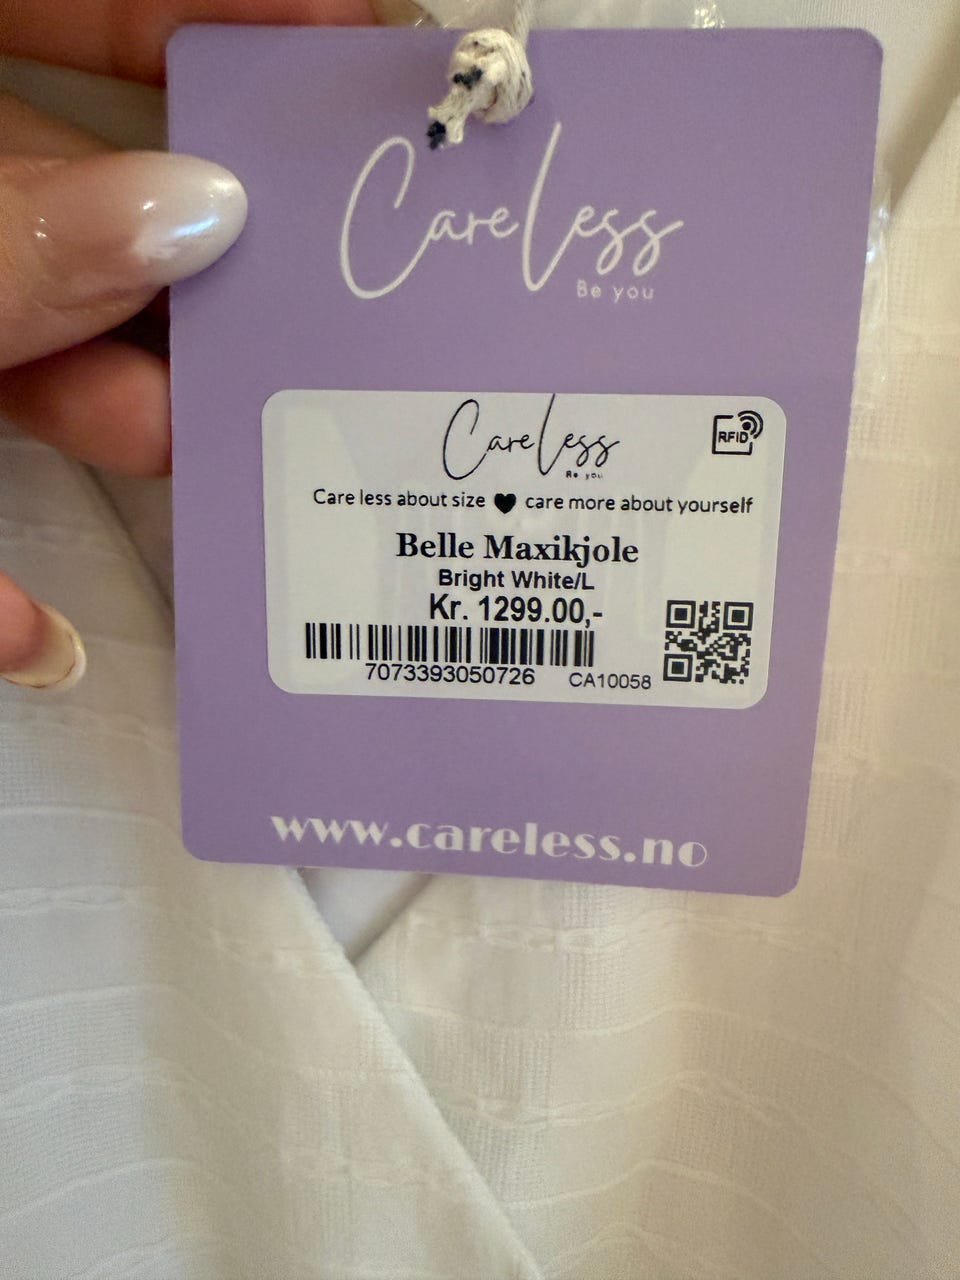 CareLess
Be you
CareLess
Be you
RFID
Care less about size ♥ care more about yourself
Belle Maxikjole
Bright White/L
Kr. 1299.00,-
7073393050726 CA10058
www.careless.no